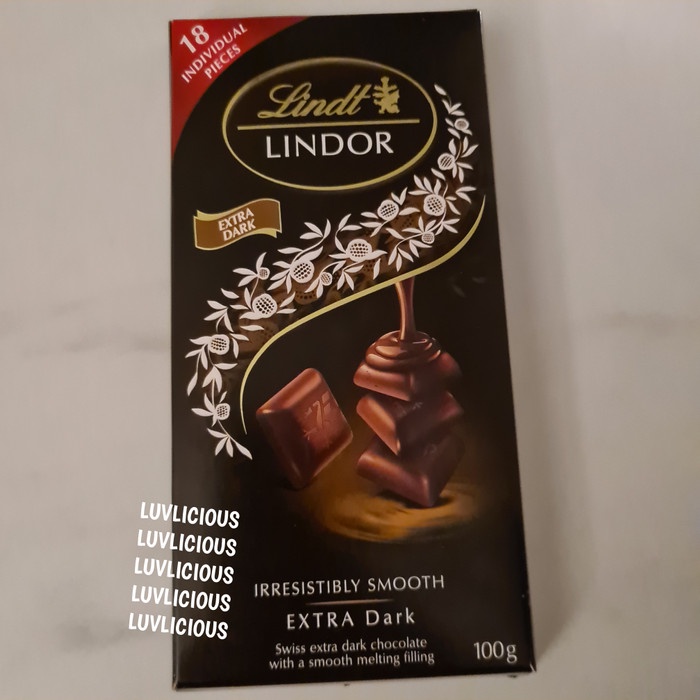 18
INDIVIDUAL
PIECES
Lindt
LINDOR
EXTRA
DARK
LUVLICIOUS
LUVLICIOUS
LUVLICIOUS
LUVLICIOUS
LUVLICIOUS
IRRESISTIBLY SMOOTH
EXTRA Dark
Swiss extra dark chocolate
with a smooth melting filling
100g